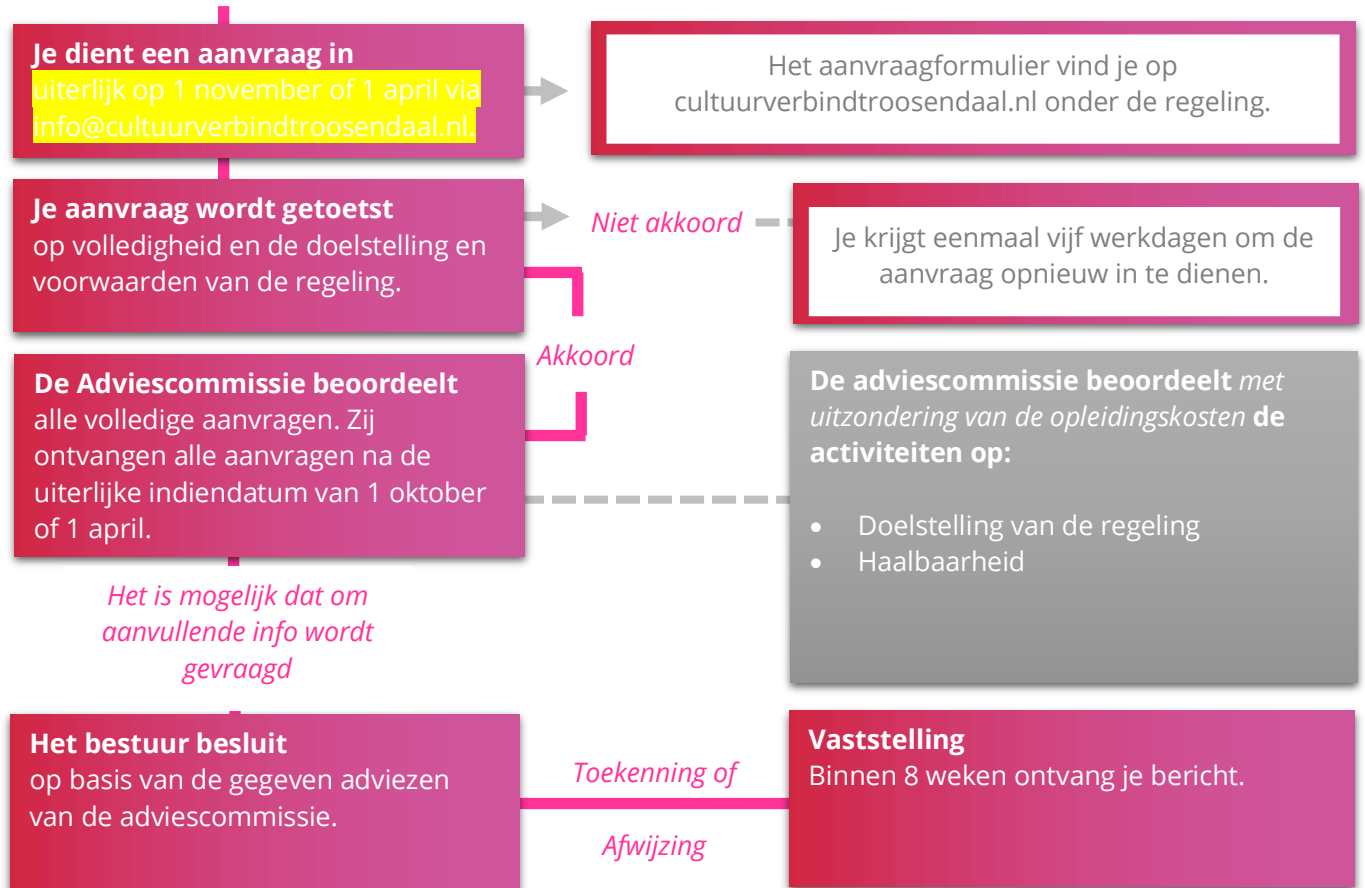 Je dient een aanvraag in
uiterlijk op 1 november of 1 april via
info@cultuurverbindtroosendaal.nl.
Het aanvraagformulier vind je op
cultuurverbindtroosendaal.nl onder de regeling.
Je aanvraag wordt getoetst
op volledigheid en de doelstelling en
voorwaarden van de regeling.
Niet akkoord
Je krijgt eenmaal vijf werkdagen om de
aanvraag opnieuw in te dienen.
Akkoord
De Adviescommissie beoordeelt
alle volledige aanvragen. Zij
ontvangen alle aanvragen na de
uiterlijke indiendatum van 1 oktober
of 1 april.
De adviescommissie beoordeelt met
uitzondering van de opleidingskosten de
activiteiten op:
• Doelstelling van de regeling
• Haalbaarheid
Het is mogelijk dat om
aanvullende info wordt
gevraagd
Het bestuur besluit
op basis van de gegeven adviezen
van de adviescommissie.
Toekenning of
Afwijzing
Vaststelling
Binnen 8 weken ontvang je bericht.